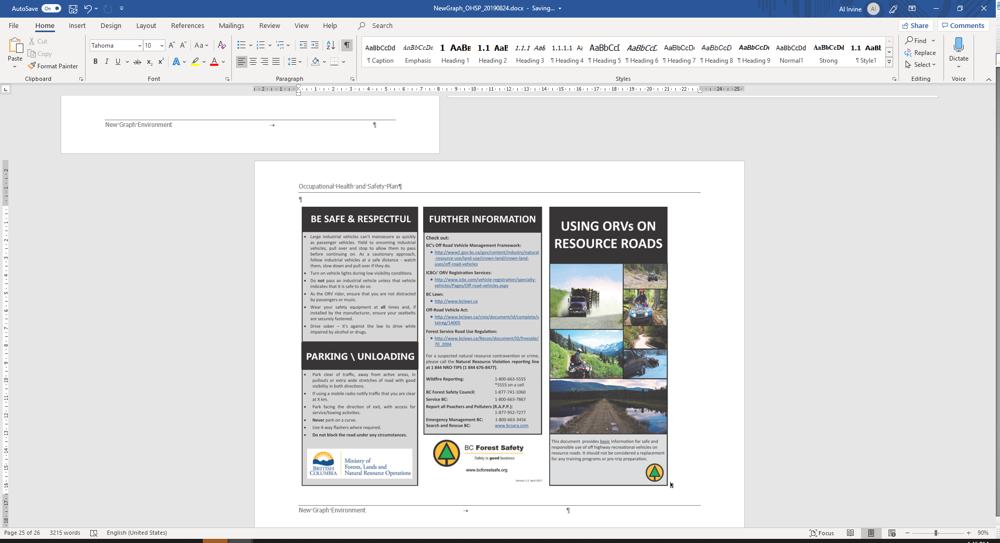 AutoSave On NewGraph_OHSP_20190824.docx - Saving... Al Irvine AI
File Home Insert Design Layout References Mailings Review View Help Search Share Comments
Paste Cut Copy Format Painter
Tahoma 10
AaBbCcDd AaBbCcDc 1 AaBb 1.1 AaB 1.1.1 AaB 1.1.1.1 Aa AaBbCcD AaBbCcD AaBbCcDc AaBbCcD AaBbCcDc AaBbCcDd AaBbCcDd 1.1 AaBb
¶ Caption Emphasis Heading 1 Heading 2 Heading 3 ¶ Heading 4 ¶ Heading 5 ¶ Heading 6 ¶ Heading 7 ¶ Heading 8 ¶ Heading 9 Normal1 Strong ¶ Style1
Find Replace Select Dictate
Clipboard Font Paragraph Styles Editing Voice
New·Graph·Environment → ¶
Occupational·Health·and·Safety·Plan¶
¶
BE SAFE & RESPECTFUL
• Large industrial vehicles can't manoeuvre as quickly
as passenger vehicles. Yield to oncoming industrial
vehicles, pull over and stop to allow them to pass
before continuing on. As a cautionary approach,
follow industrial vehicles at a safe distance - watch
them, slow down and pull over if they do.
• Turn on vehicle lights during low visibility conditions.
• Do not pass an industrial vehicle unless that vehicle
indicates that it is safe to do so.
• As the ORV rider, ensure that you are not distracted
by passengers or music.
• Wear your safety equipment at all times and, if
installed by the manufacturer, ensure your seatbelts
are securely fastened.
• Drive sober – it's against the law to drive while
impaired by alcohol or drugs.
PARKING \ UNLOADING
• Park clear of traffic, away from active areas, in
pullouts or extra wide stretches of road with good
visibility in both directions.
• If using a mobile radio notify traffic that you are clear
at X km.
• Park facing the direction of exit, with access for
service/towing activities.
• Never park on a curve.
• Use 4-way flashers where required.
• Do not block the road under any circumstances.
BRITISH
COLUMBIA
Ministry of
Forests, Lands and
Natural Resource Operations
FURTHER INFORMATION
Check out:
BC's Off Road Vehicle Management Framework:
• http://www2.gov.bc.ca/gov/content/industry/natural
-resource-use/land-use/crown-land/crown-land-
uses/off-road-vehicles
ICBCs' ORV Registration Services:
• http://www.icbc.com/vehicle-registration/specialty-
vehicles/Pages/Off-road-vehicles.aspx
BC Laws:
• http://www.bclaws.ca
Off-Road Vehicle Act:
• http://www.bclaws.ca/civix/document/id/complete/s
tatreg/14005
Forest Service Road Use Regulation:
• http://www.bclaws.ca/Recon/document/ID/freeside/
70_2004
For a suspected natural resource contravention or crime,
please call the Natural Resource Violation reporting line
at 1 844 NRO-TIPS (1 844 676-8477).
Wildfire Reporting: 1-800-663-5555
*5555 on a cell
BC Forest Safety Council: 1-877-741-1060
Service BC: 1-800-663-7867
Report all Poachers and Polluters (R.A.P.P.):
1-877-952-7277
Emergency Management BC: 1-800-663-3456
Search and Rescue BC: www.bcsara.com
BC Forest Safety
Safety is good business
www.bcforestsafe.org
Version 1.3 April 2017
USING ORVs ON
RESOURCE ROADS
This document provides basic information for safe and
responsible use of off highway recreational vehicles on
resource roads. It should not be considered a replacement
for any training programs or pre-trip preparation.
¶
New·Graph·Environment → ¶
Page 25 of 26 3215 words English (United States) Focus 90%